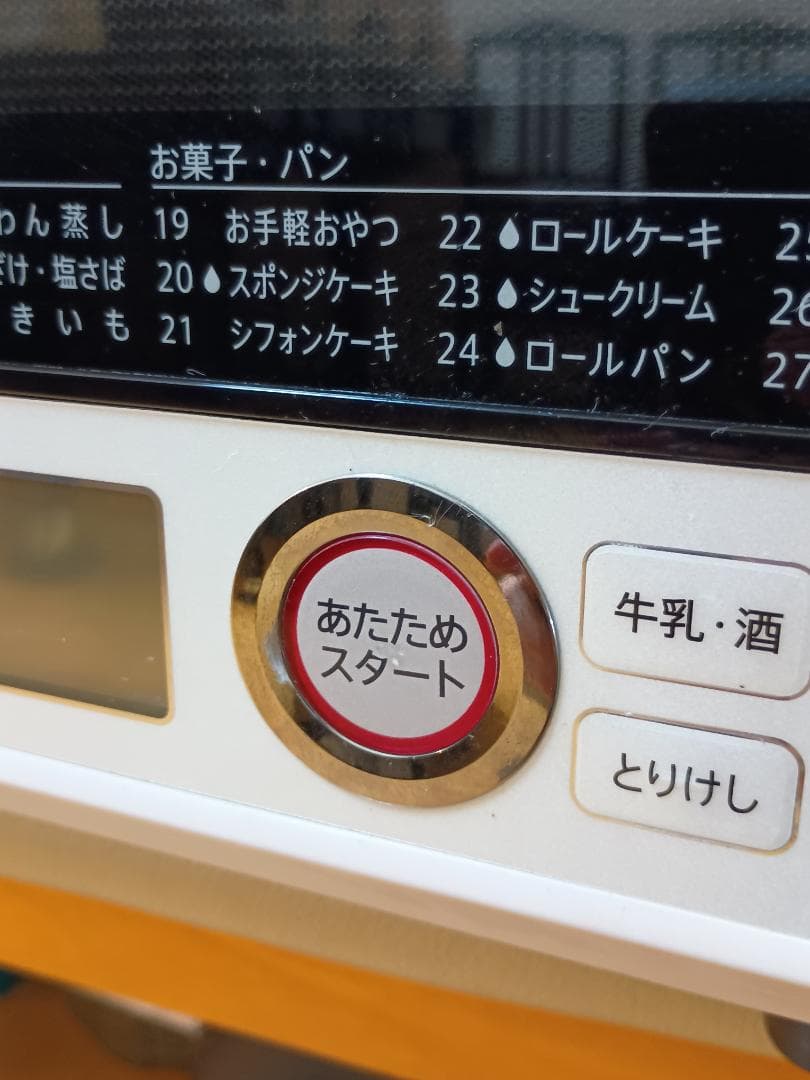 お菓子・パン
わん蒸し 19 お手軽おやつ 22 ロールケーキ
塩さば 20 スポンジケーキ 23 シュークリーム 26
きいも 21 シフォンケーキ 24 ロールパン 27
あたため
スタート
牛乳・酒
とりけし